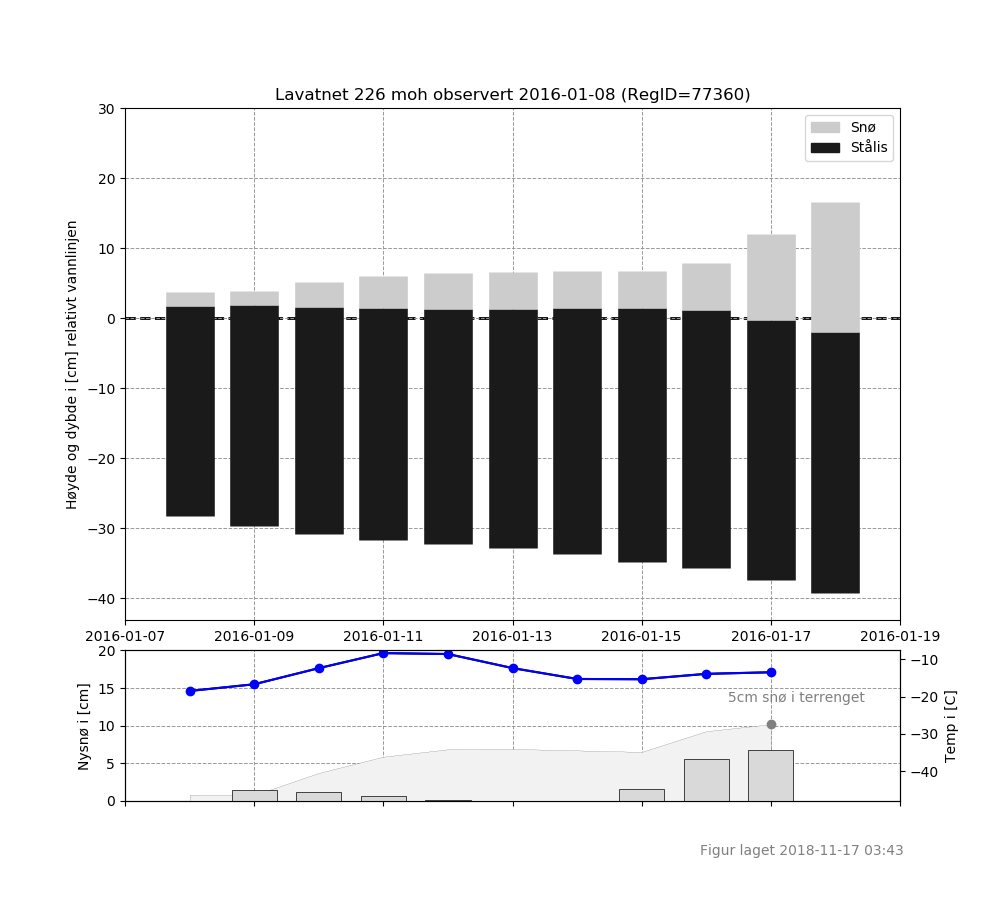 Lavatnet 226 moh observert 2016-01-08 (RegID=77360)
Snø
Stålis
Høyde og dybde i [cm] relativt vannlinjen
30
20
10
0
−10
−20
−30
−40
2016-01-07 2016-01-09 2016-01-11 2016-01-13 2016-01-15 2016-01-17 2016-01-19
Nysnø i [cm]
20
15
10
5
0
5cm snø i terrenget
−10
−20
−30
−40
Temp i [C]
Figur laget 2018-11-17 03:43